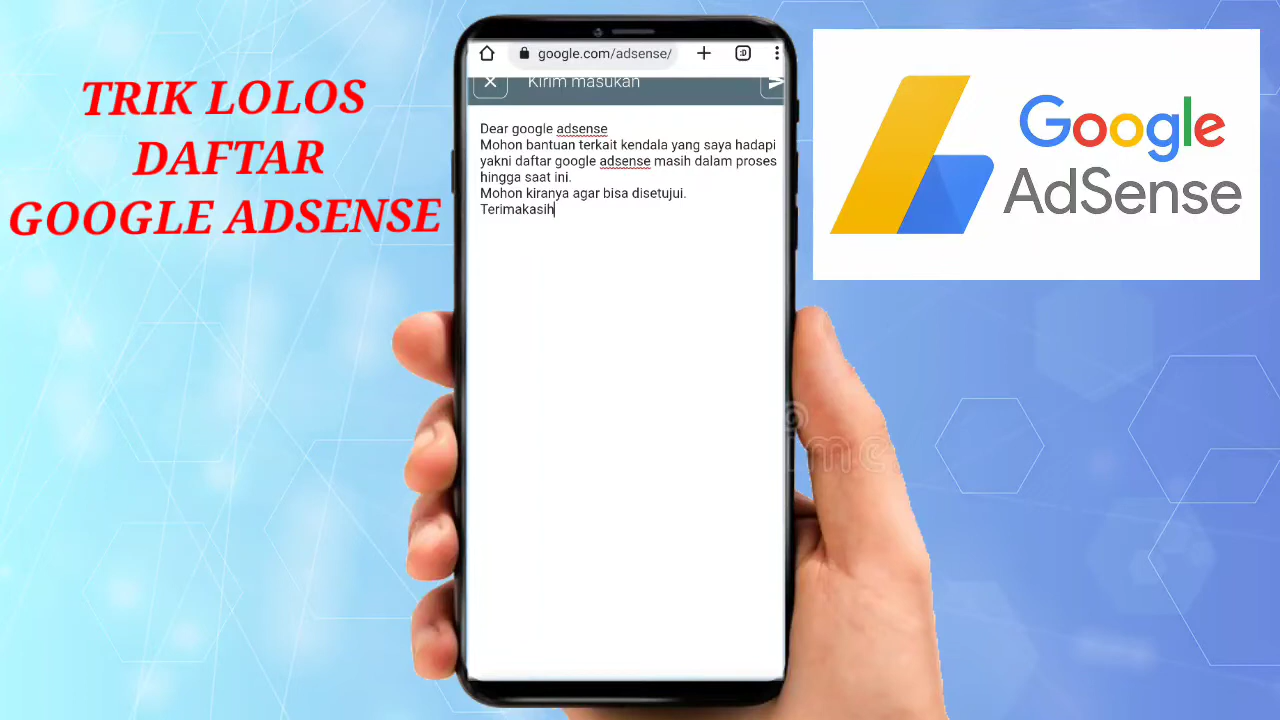 TRIK LOLOS
DAFTAR
GOOGLE ADSENSE
google.com/adsense/
:D
Kirim masukan
Dear google adsense
Mohon bantuan terkait kendala yang saya hadapi
yakni daftar google adsense masih dalam proses
hingga saat ini.
Mohon kiranya agar bisa disetujui.
Terimakasih
Google
AdSense